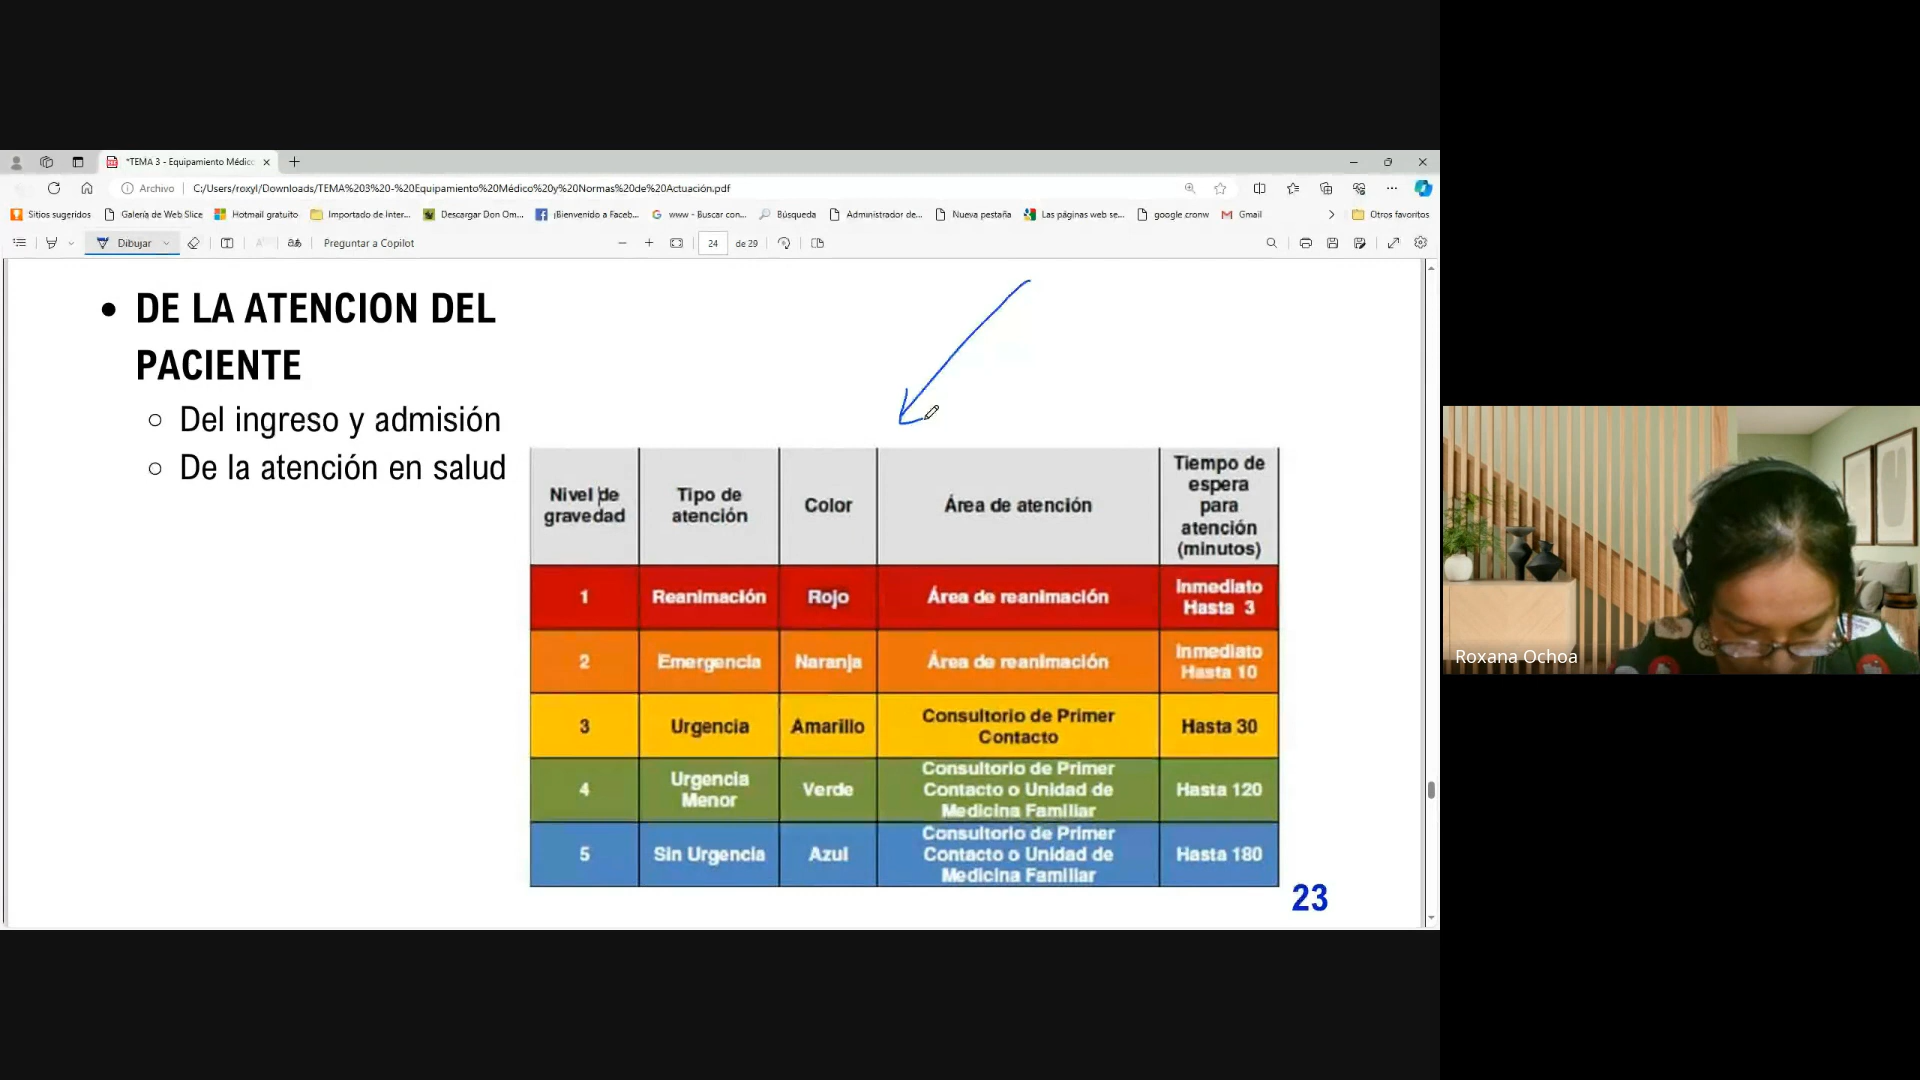 *TEMA 3 - Equipamiento Médic
Archivo
C:/Users/roxyl/Downloads/TEMA%203%20-%20Equipamiento%20Médico%20y%20Normas%20de%20Actuación.pdf
Sitios sugeridos
Galería de Web Slice
Hotmail gratuito
Importado de Inter...
Descargar Don Om...
¡Bienvenido a Faceb...
www - Buscar con...
Búsqueda
Administrador de...
Nueva pestaña
Las páginas web se...
google cronw
Gmail
Otros favoritos
Dibujar
Preguntar a Copilot
24
de 29
DE LA ATENCION DEL
PACIENTE
Del ingreso y admisión
De la atención en salud
Nivel de
gravedad
Tipo de
atención
Color
Área de atención
Tiempo de
espera
para
atención
(minutos)
1
Reanimación
Rojo
Área de reanimación
Inmediato
Hasta 3
2
Emergencia
Naranja
Área de reanimación
Inmediato
Hasta 10
3
Urgencia
Amarillo
Consultorio de Primer
Contacto
Hasta 30
4
Urgencia
Menor
Verde
Consultorio de Primer
Contacto o Unidad de
Medicina Familiar
Hasta 120
5
Sin Urgencia
Azul
Consultorio de Primer
Contacto o Unidad de
Medicina Familiar
Hasta 180
23
Roxana Ochoa